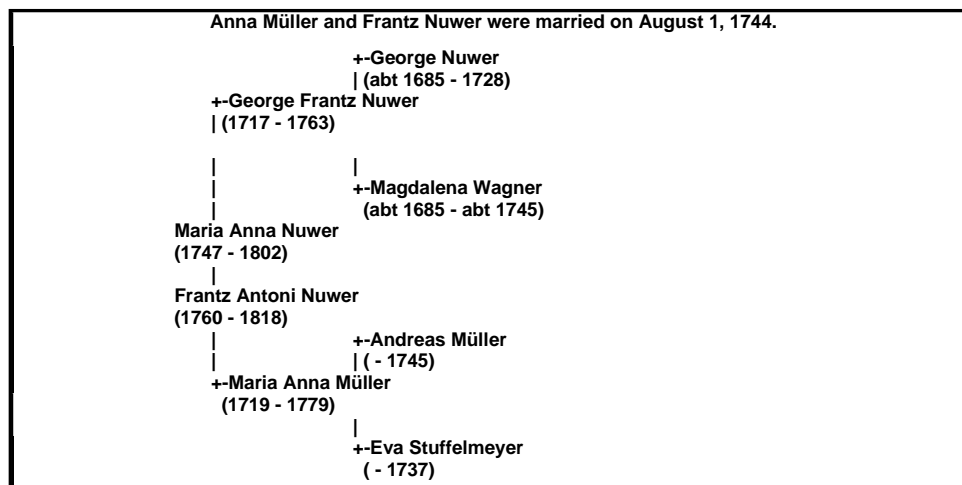 Anna Müller and Frantz Nuwer were married on August 1, 1744.
+-George Nuwer
| (abt 1685 - 1728)
+-George Frantz Nuwer
| (1717 - 1763)
| |
| +-Magdalena Wagner
| (abt 1685 - abt 1745)
Maria Anna Nuwer
(1747 - 1802)
|
Frantz Antoni Nuwer
(1760 - 1818)
| +-Andreas Müller
| | ( - 1745)
+-Maria Anna Müller
(1719 - 1779)
|
+-Eva Stuffelmeyer
( - 1737)